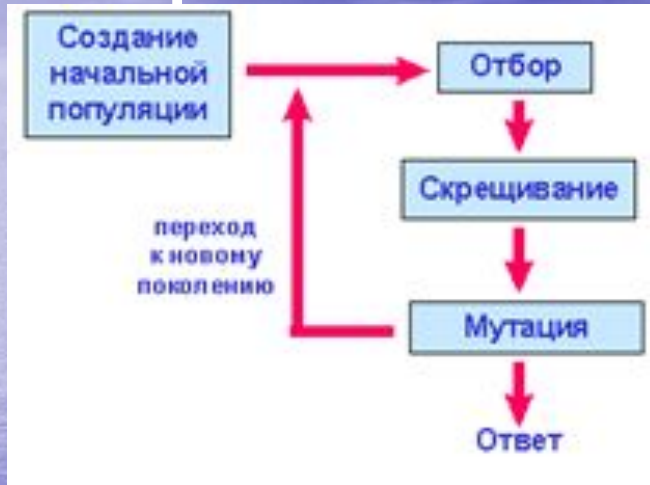 Создание
начальной
популяции
Отбор
Скрещивание
переход
к новому
поколению
Мутация
Ответ